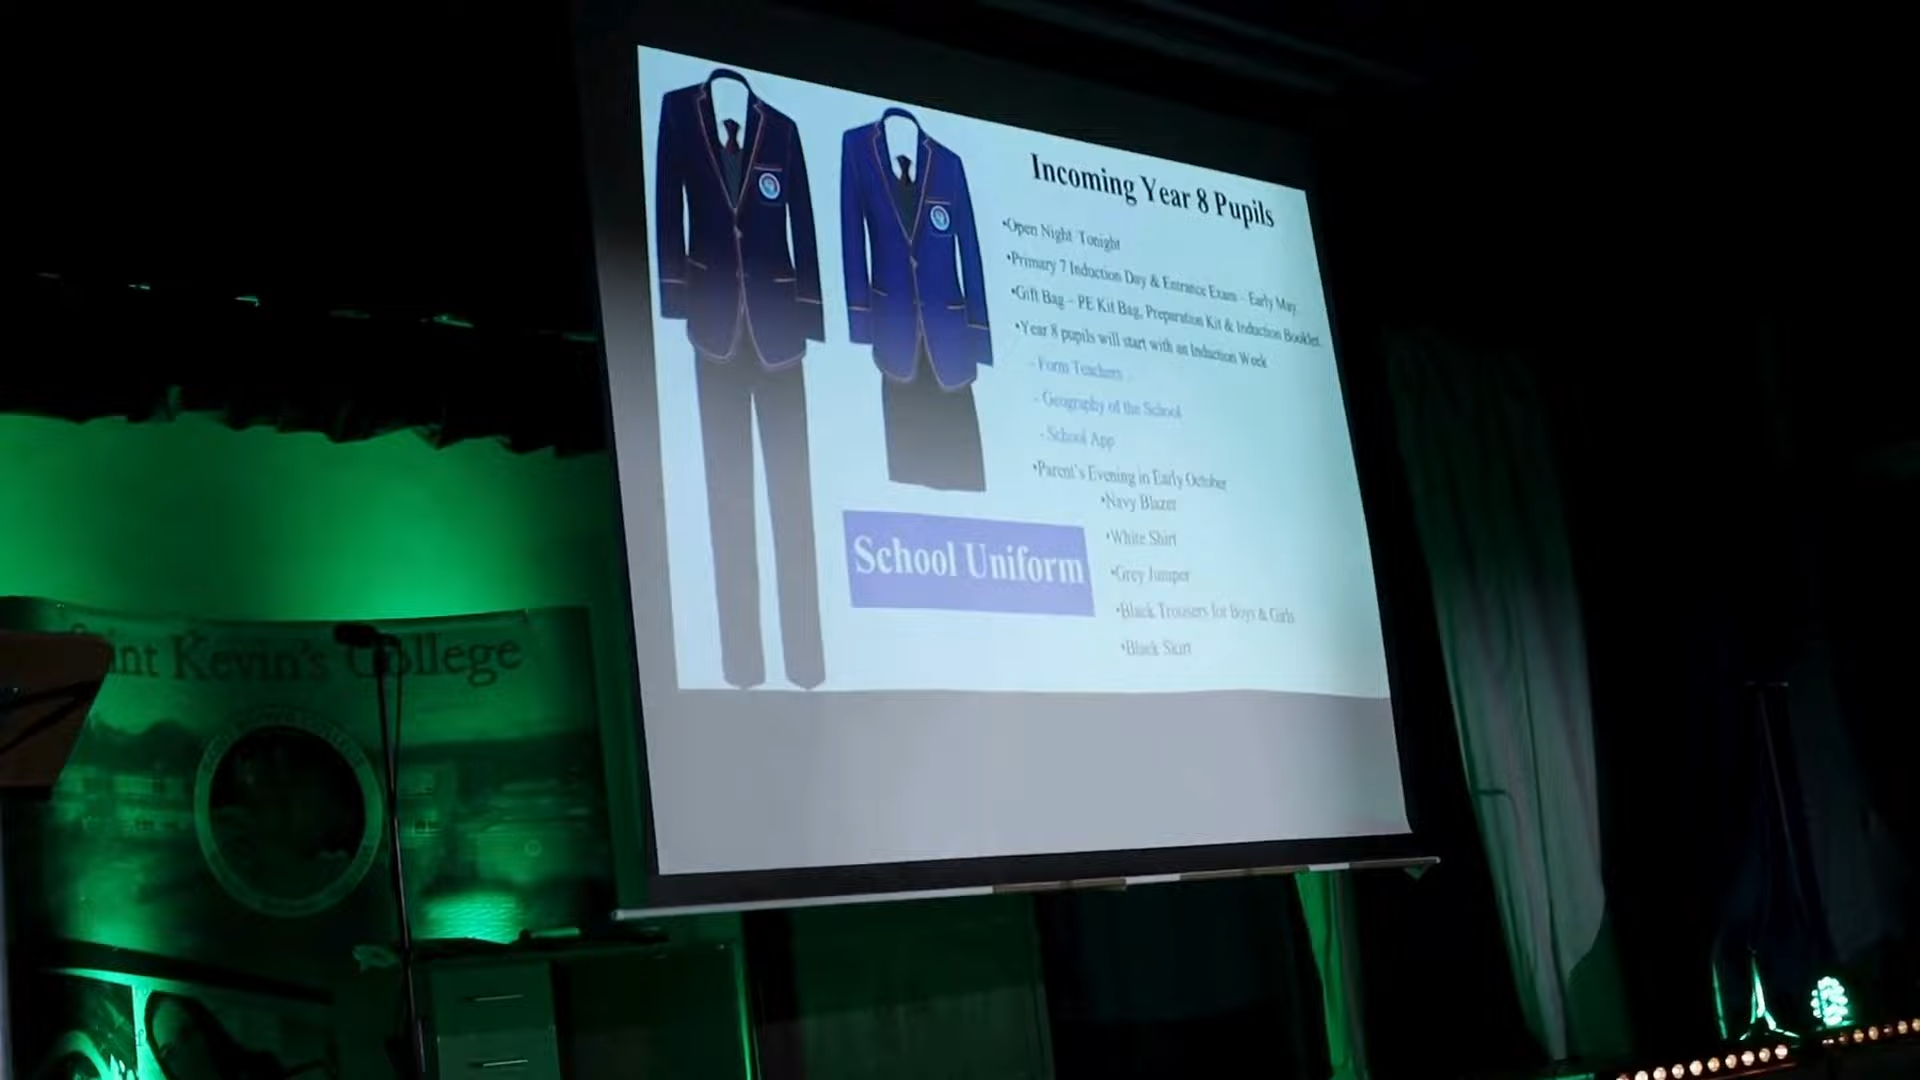 Incoming Year 8 Pupils
•Open Night Tonight
•Primary 7 Induction Day & Entrance Exam – Early May
•Gift Bag – PE Kit Bag, Preparation Kit & Induction Booklet.
•Year 8 pupils will start with an Induction Week
- Form Teachers
- Geography of the School
- School App
•Parent's Evening in Early October
•Navy Blazer
•White Shirt
•Grey Jumper
•Black Trousers for Boys & Girls
•Black Skirt
School Uniform
Saint Kevin's College